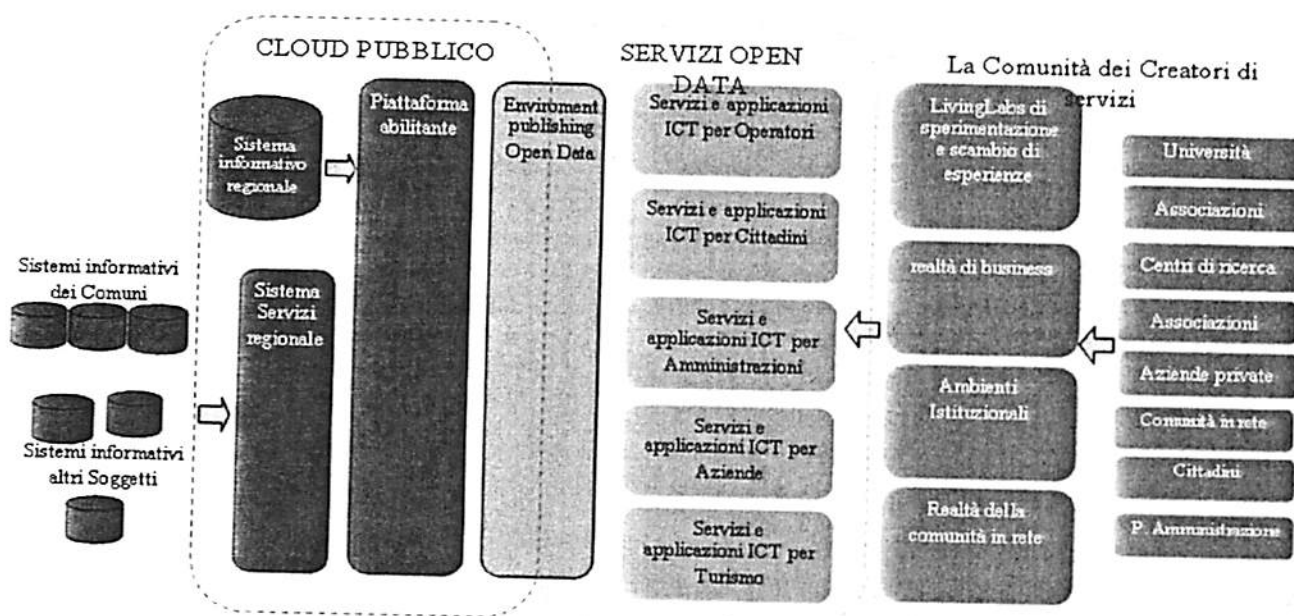 CLOUD PUBBLICO
Sistema
informativo
regionale
Piattaforma
abilitante
Enviroment
publishing
Open Data
Sistemi informativi
dei Comuni
Sistema
Servizi
regionale
Sistemi informativi
altri Soggetti
SERVIZI OPEN
DATA
Servizi e applicazioni
ICT per Operatori
Servizi e applicazioni
ICT per Cittadini
Servizi e
applicazioni ICT per
Amministrazioni
Servizi e
applicazioni ICT per
Aziende
Servizi e
applicazioni ICT per
Turismo
La Comunità dei Creatori di
servizi
LivingLabs di
sperimentazione
e scambio di
esperienze
realtà di business
Ambienti
Istituzionali
Realtà della
comunità in rete
Università
Associazioni
Centri di ricerca
Associazioni
Aziende private
Comunità in rete
Cittadini
P. Amministrazione